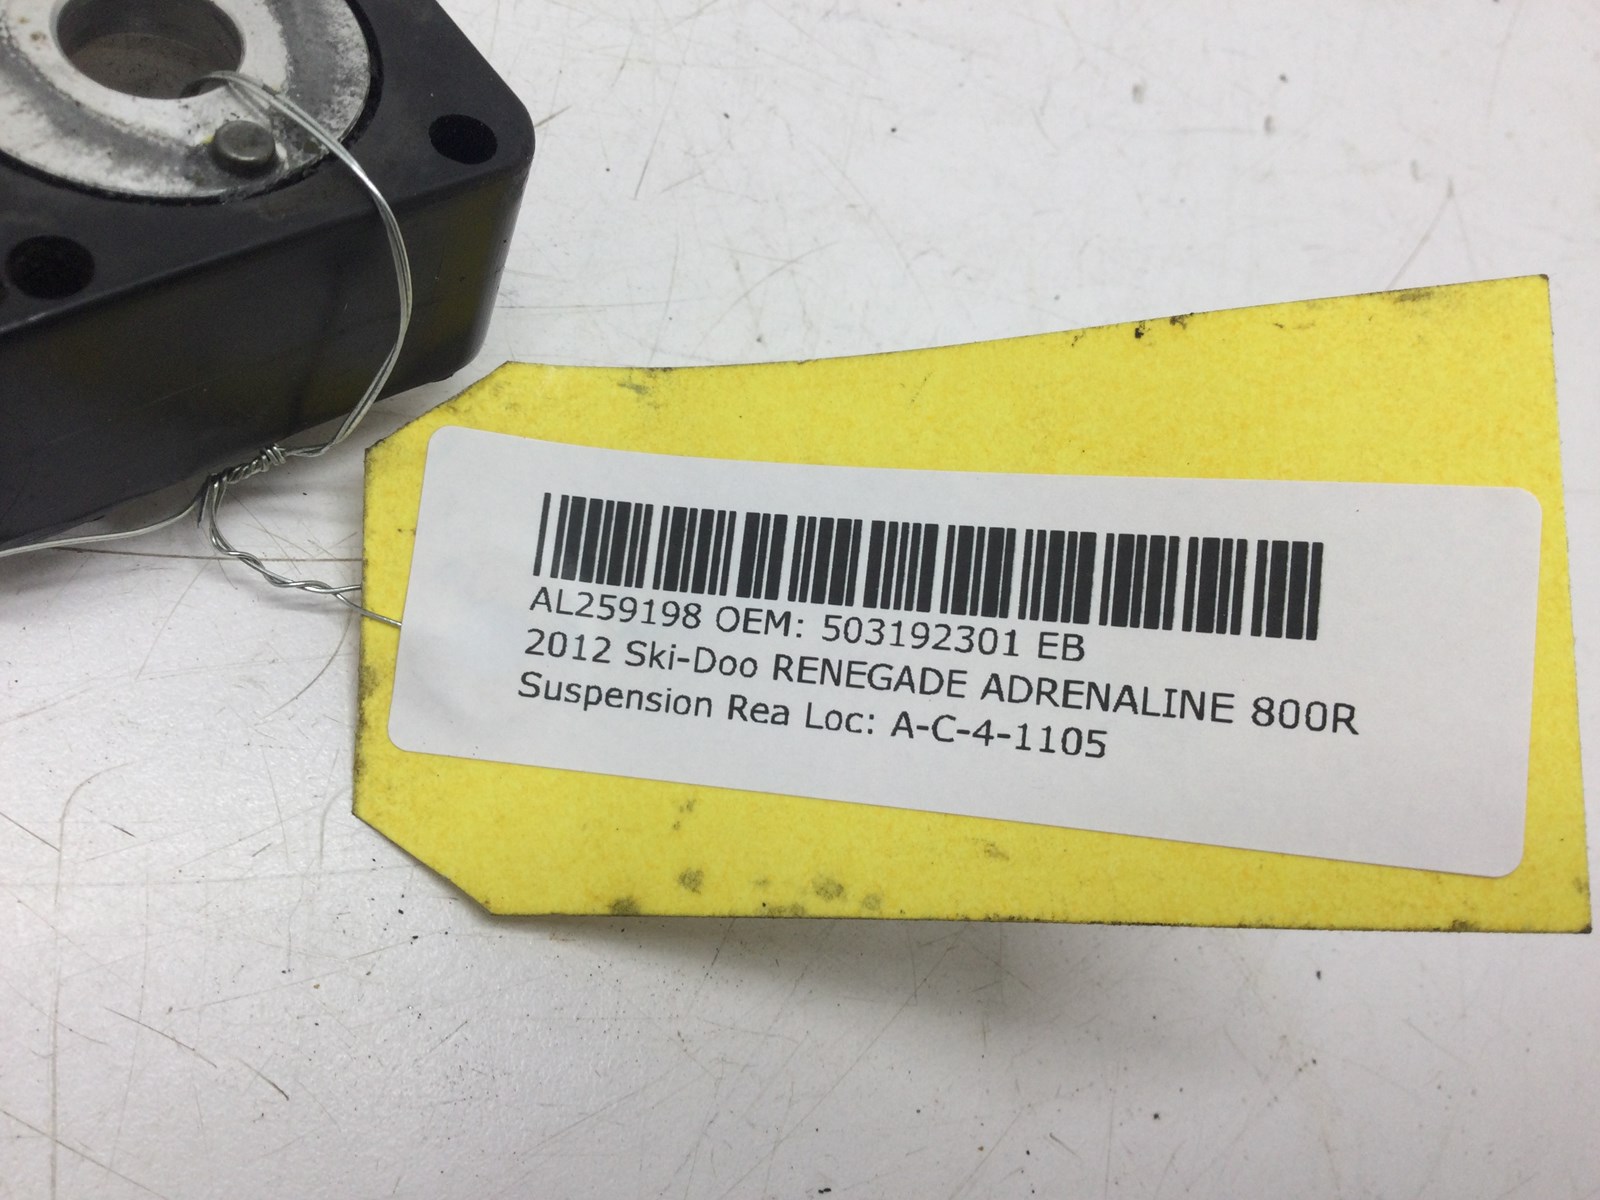 AL259198 OEM: 503192301 EB
2012 Ski-Doo RENEGADE ADRENALINE 800R
Suspension Rea Loc: A-C-4-1105